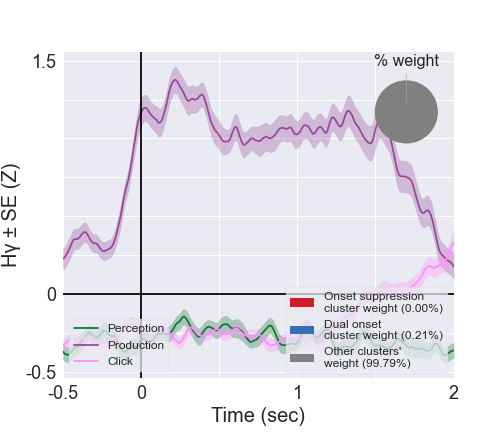 % weight
1.5
0
-0.5
Hγ ± SE (Z)
Perception
Production
Click
Onset suppression
cluster weight (0.00%)
Dual onset
cluster weight (0.21%)
Other clusters'
weight (99.79%)
-0.5
0
1
2
Time (sec)